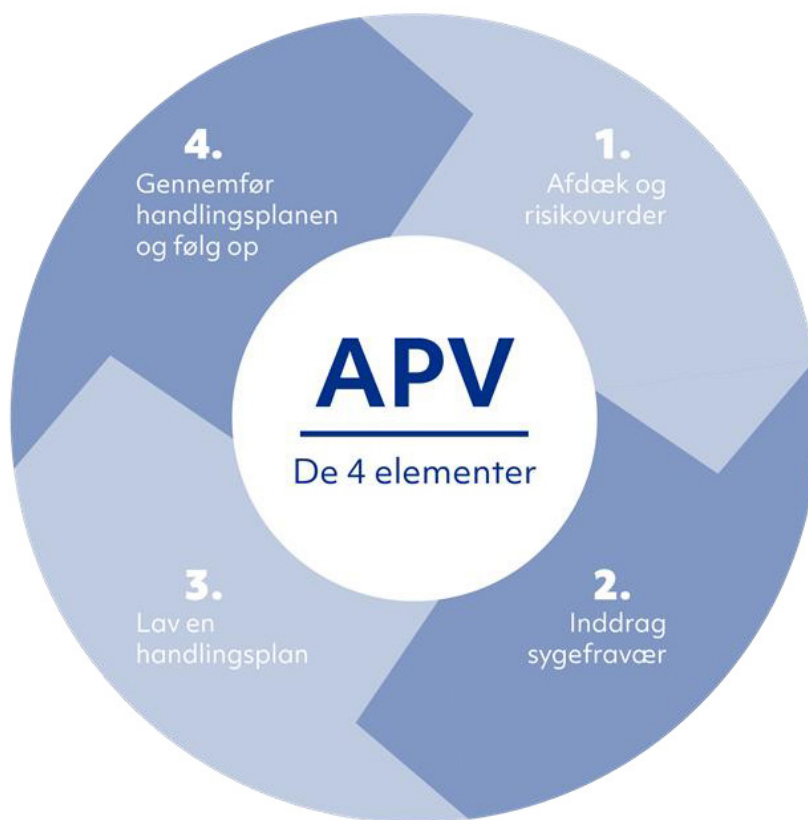 APV
De 4 elementer
1.
Afdæk og
risikovurder
2.
Inddrag
sygefravær
3.
Lav en
handlingsplan
4.
Gennemfør
handlingsplanen
og følg op